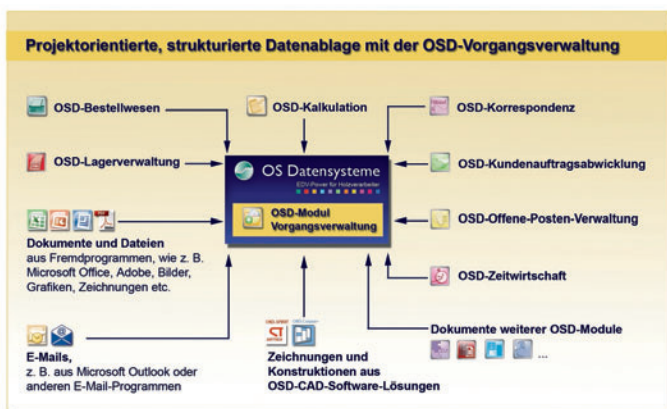 Projektorientierte, strukturierte Datenablage mit der OSD-Vorgangsverwaltung
OSD-Bestellwesen
OSD-Kalkulation
OSD-Korrespondenz
OSD-Lagerverwaltung
OS Datensysteme
EDV-Power für Holzverarbeiter
OSD-Modul
Vorgangsverwaltung
OSD-Kundenauftragsabwicklung
OSD-Offene-Posten-Verwaltung
Dokumente und Dateien
aus Fremdprogrammen, wie z. B.
Microsoft Office, Adobe, Bilder,
Grafiken, Zeichnungen etc.
OSD-Zeitwirtschaft
E-Mails,
z. B. aus Microsoft Outlook oder
anderen E-Mail-Programmen
Zeichnungen und
Konstruktionen aus
OSD-CAD-Software-Lösungen
Dokumente weiterer OSD-Module
...